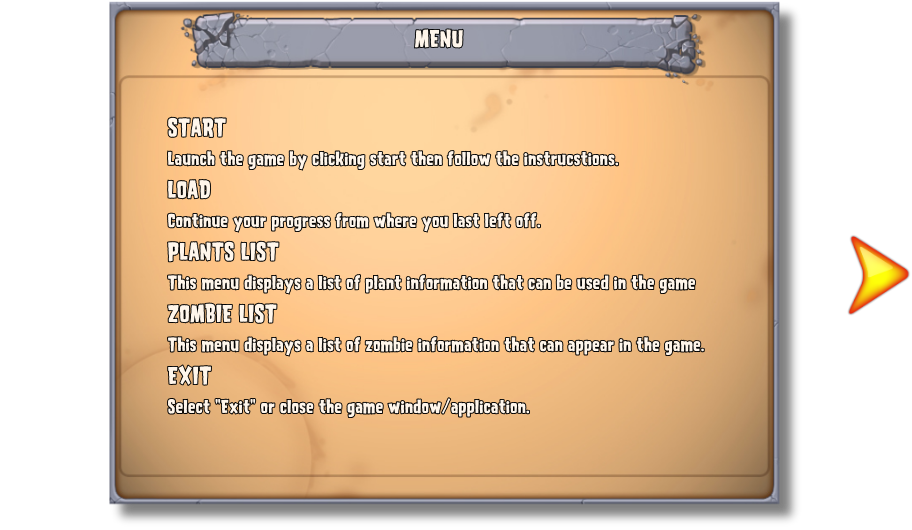 MENU
START
Launch the game by clicking start then follow the instrucstions.
LOAD
Continue your progress from where you last left off.
PLANTS LIST
This menu displays a list of plant information that can be used in the game
ZOMBIE LIST
This menu displays a list of zombie information that can appear in the game.
EXIT
Select "Exit" or close the game window/application.